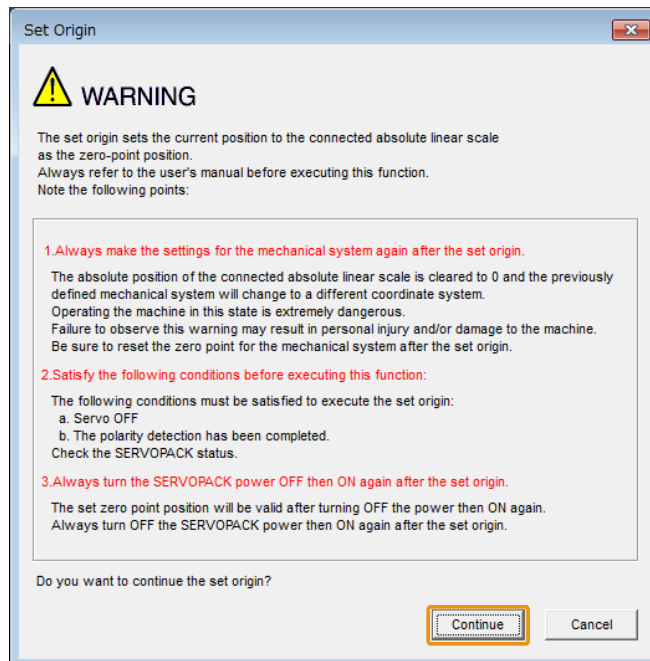 Set Origin
WARNING
The set origin sets the current position to the connected absolute linear scale
as the zero-point position.
Always refer to the user's manual before executing this function.
Note the following points:
1.Always make the settings for the mechanical system again after the set origin.
The absolute position of the connected absolute linear scale is cleared to 0 and the previously
defined mechanical system will change to a different coordinate system.
Operating the machine in this state is extremely dangerous.
Failure to observe this warning may result in personal injury and/or damage to the machine.
Be sure to reset the zero point for the mechanical system after the set origin.
2.Satisfy the following conditions before executing this function:
The following conditions must be satisfied to execute the set origin:
a. Servo OFF
b. The polarity detection has been completed.
Check the SERVOPACK status.
3.Always turn the SERVOPACK power OFF then ON again after the set origin.
The set zero point position will be valid after turning OFF the power then ON again.
Always turn OFF the SERVOPACK power then ON again after the set origin.
Do you want to continue the set origin?
Continue
Cancel